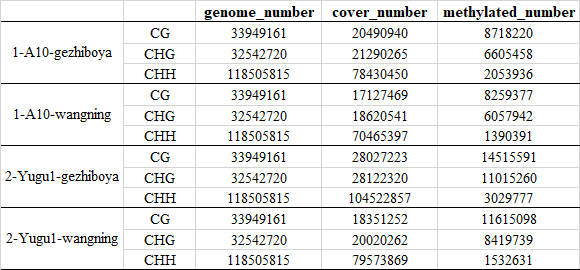 genome_number cover_number methylated_number
1-A10-gezhiboya CG 33949161 20490940 8718220
CHG 32542720 21290265 6605458
CHH 118505815 78430450 2053936
1-A10-wangning CG 33949161 17127469 8259377
CHG 32542720 18620541 6057942
CHH 118505815 70465397 1390391
2-Yugu1-gezhiboya CG 33949161 28027223 14515591
CHG 32542720 28122320 11015260
CHH 118505815 104522857 3029777
2-Yugu1-wangning CG 33949161 18351252 11615098
CHG 32542720 20020262 8419739
CHH 118505815 79573869 1532631